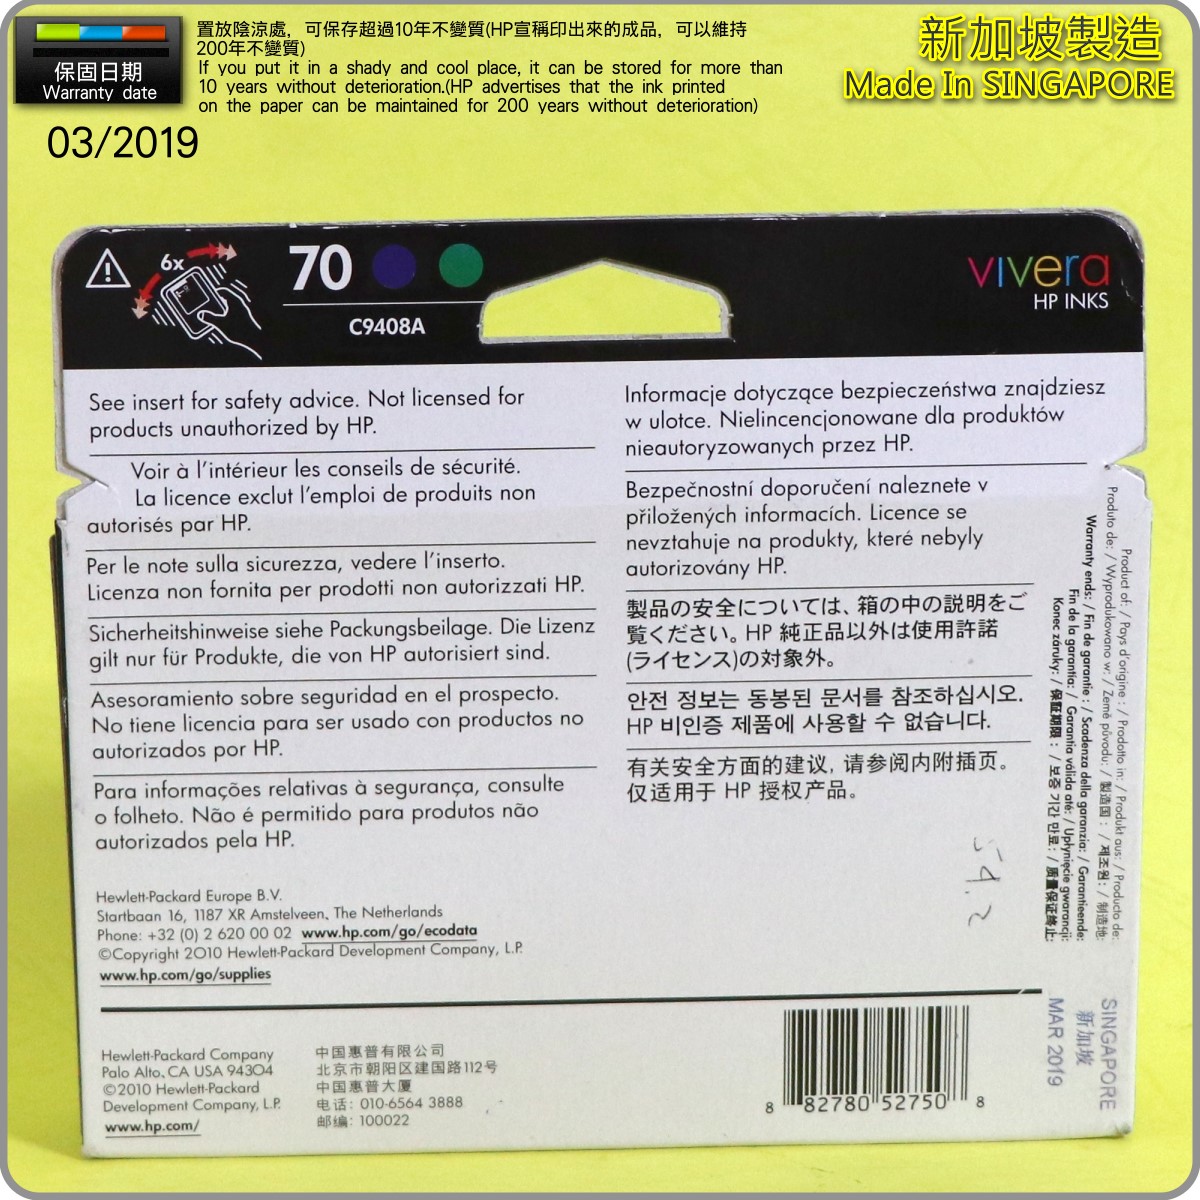 置放陰涼處，可保存超過10年不變質(HP宣稱印出來的成品，可以維持
200年不變質)
If you put it in a shady and cool place, it can be stored for more than
10 years without deterioration.(HP advertises that the ink printed
on the paper can be maintained for 200 years without deterioration)
保固日期
Warranty date
03/2019
新加坡製造
Made In SINGAPORE
6x
70
C9408A
vivera
HP INKS
See insert for safety advice. Not licensed for
products unauthorized by HP.
Voir à l'intérieur les conseils de sécurité.
La licence exclut l'emploi de produits non
autorisés par HP.
Per le note sulla sicurezza, vedere l'inserto.
Licenza non fornita per prodotti non autorizzati HP.
Sicherheitshinweise siehe Packungsbeilage. Die Lizenz
gilt nur für Produkte, die von HP autorisiert sind.
Asesoramiento sobre seguridad en el prospecto.
No tiene licencia para ser usado con productos no
autorizados por HP.
Para informações relativas à segurança, consulte
o folheto. Não é permitido para produtos não
autorizados pela HP.
Informacje dotyczące bezpieczeństwa znajdziesz
w ulotce. Nielincencjonowane dla produktów
nieautoryzowanych przez HP.
Bezpečnostní doporučení naleznete v
přiložených informacích. Licence se
nevztahuje na produkty, které nebyly
autorizovány HP.
製品の安全については、箱の中の説明をご
覧ください。HP 純正品以外は使用許諾
(ライセンス)の対象外。
안전 정보는 동봉된 문서를 참조하십시오.
HP 비인증 제품에 사용할 수 없습니다.
有关安全方面的建议, 请参阅内附插页。
仅适用于 HP 授权产品。
Product of: / Pays d'origine : / Prodotto in: / Produkt aus: / Producto de:
Produto de: / Wyprodukowano w: / Země původu: / 製造国 : / 제조원: / 制造地:
Warranty ends: / Fin de garantie : / Scadenza della garanzia: / Garantieende:
Fin de la garantía: / Garantia válida até: / Upłynięcie gwarancji:
Konec záruky: / 保証期限 : / 보증 기간 만료: / 质量保证终止:
SINGAPORE
新加坡
MAR 2019
Hewlett-Packard Europe B.V.
Startbaan 16, 1187 XR Amstelveen, The Netherlands
Phone: +32 (0) 2 620 00 02 www.hp.com/go/ecodata
©Copyright 2010 Hewlett-Packard Development Company, L.P.
www.hp.com/go/supplies
Hewlett-Packard Company
Palo Alto, CA USA 94304
©2010 Hewlett-Packard
Development Company, L.P.
www.hp.com/
中国惠普有限公司
北京市朝阳区建国路112号
中国惠普大厦
电话: 010-6564 3888
邮编: 100022
8 82780 52750 8